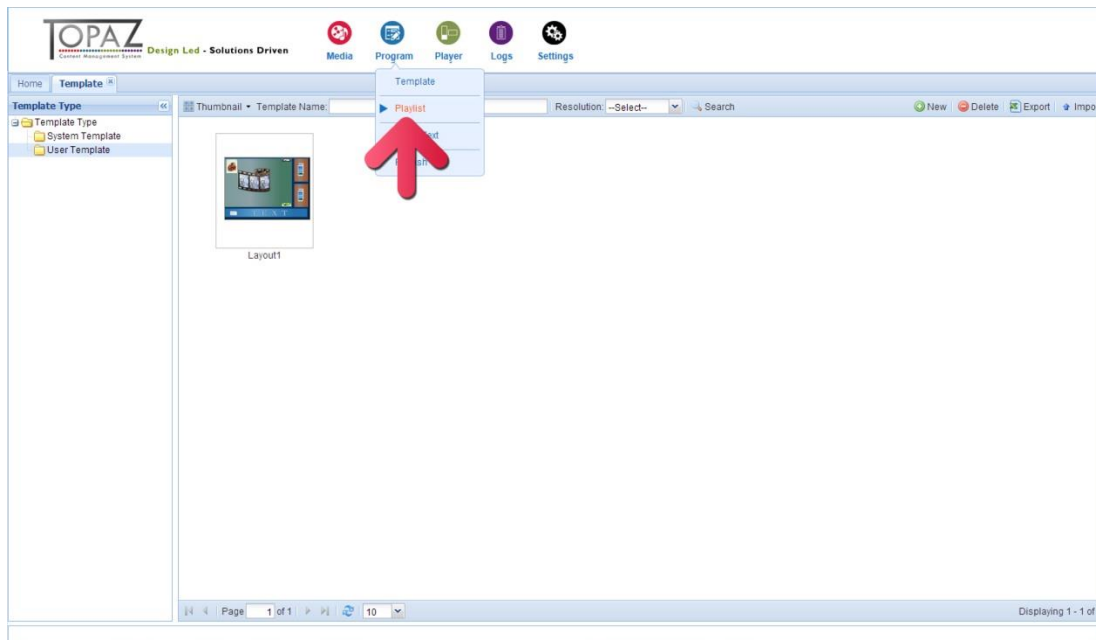 TOPAZ
Content Management System
Design Led - Solutions Driven
Media
Program
Player
Logs
Settings
Home
Template
Template
Playlist
Template Type
Thumbnail
Template Name:
Resolution:
--Select--
Search
New
Delete
Export
Template Type
System Template
User Template
Layout1
Page 1 of 1
10
Displaying 1 - 1 of